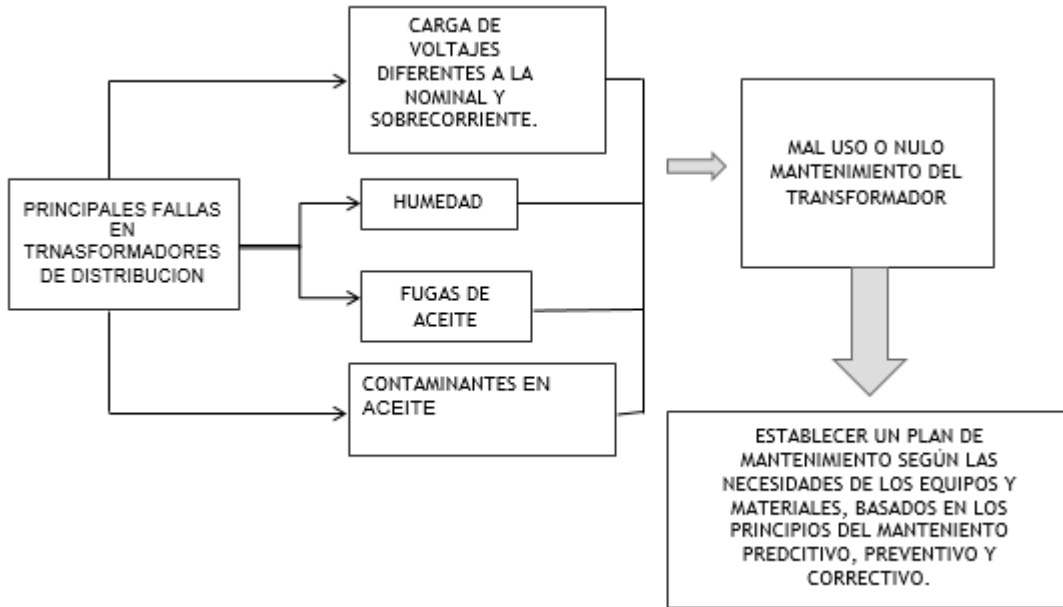 CARGA DE
VOLTAJES
DIFERENTES A LA
NOMINAL Y
SOBRECORRIENTE.
PRINCIPALES FALLAS
EN
TRNASFORMADORES
DE DISTRIBUCION
HUMEDAD
FUGAS DE
ACEITE
CONTAMINANTES EN
ACEITE
MAL USO O NULO
MANTENIMIENTO DEL
TRANSFORMADOR
ESTABLECER UN PLAN DE
MANTENIMIENTO SEGÚN LAS
NECESIDADES DE LOS EQUIPOS Y
MATERIALES, BASADOS EN LOS
PRINCIPIOS DEL MANTENIENTO
PREDCITIVO, PREVENTIVO Y
CORRECTIVO.